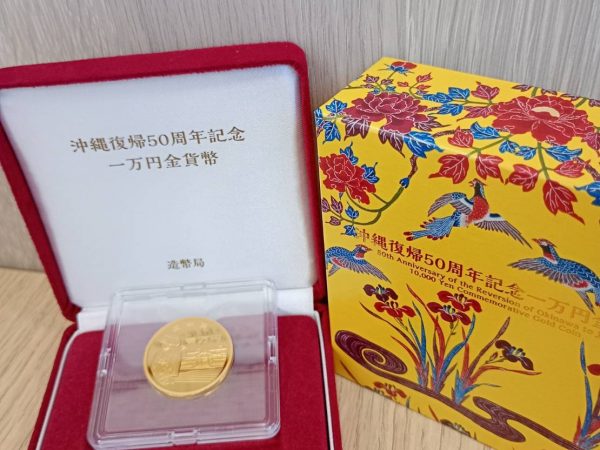 沖縄復帰50周年記念
一万円金貨幣
造幣局
沖縄復帰50周年記念一万円金
50th Anniversary of the Reversion of Okinawa to
10,000 Yen Commemorative Gold Coin